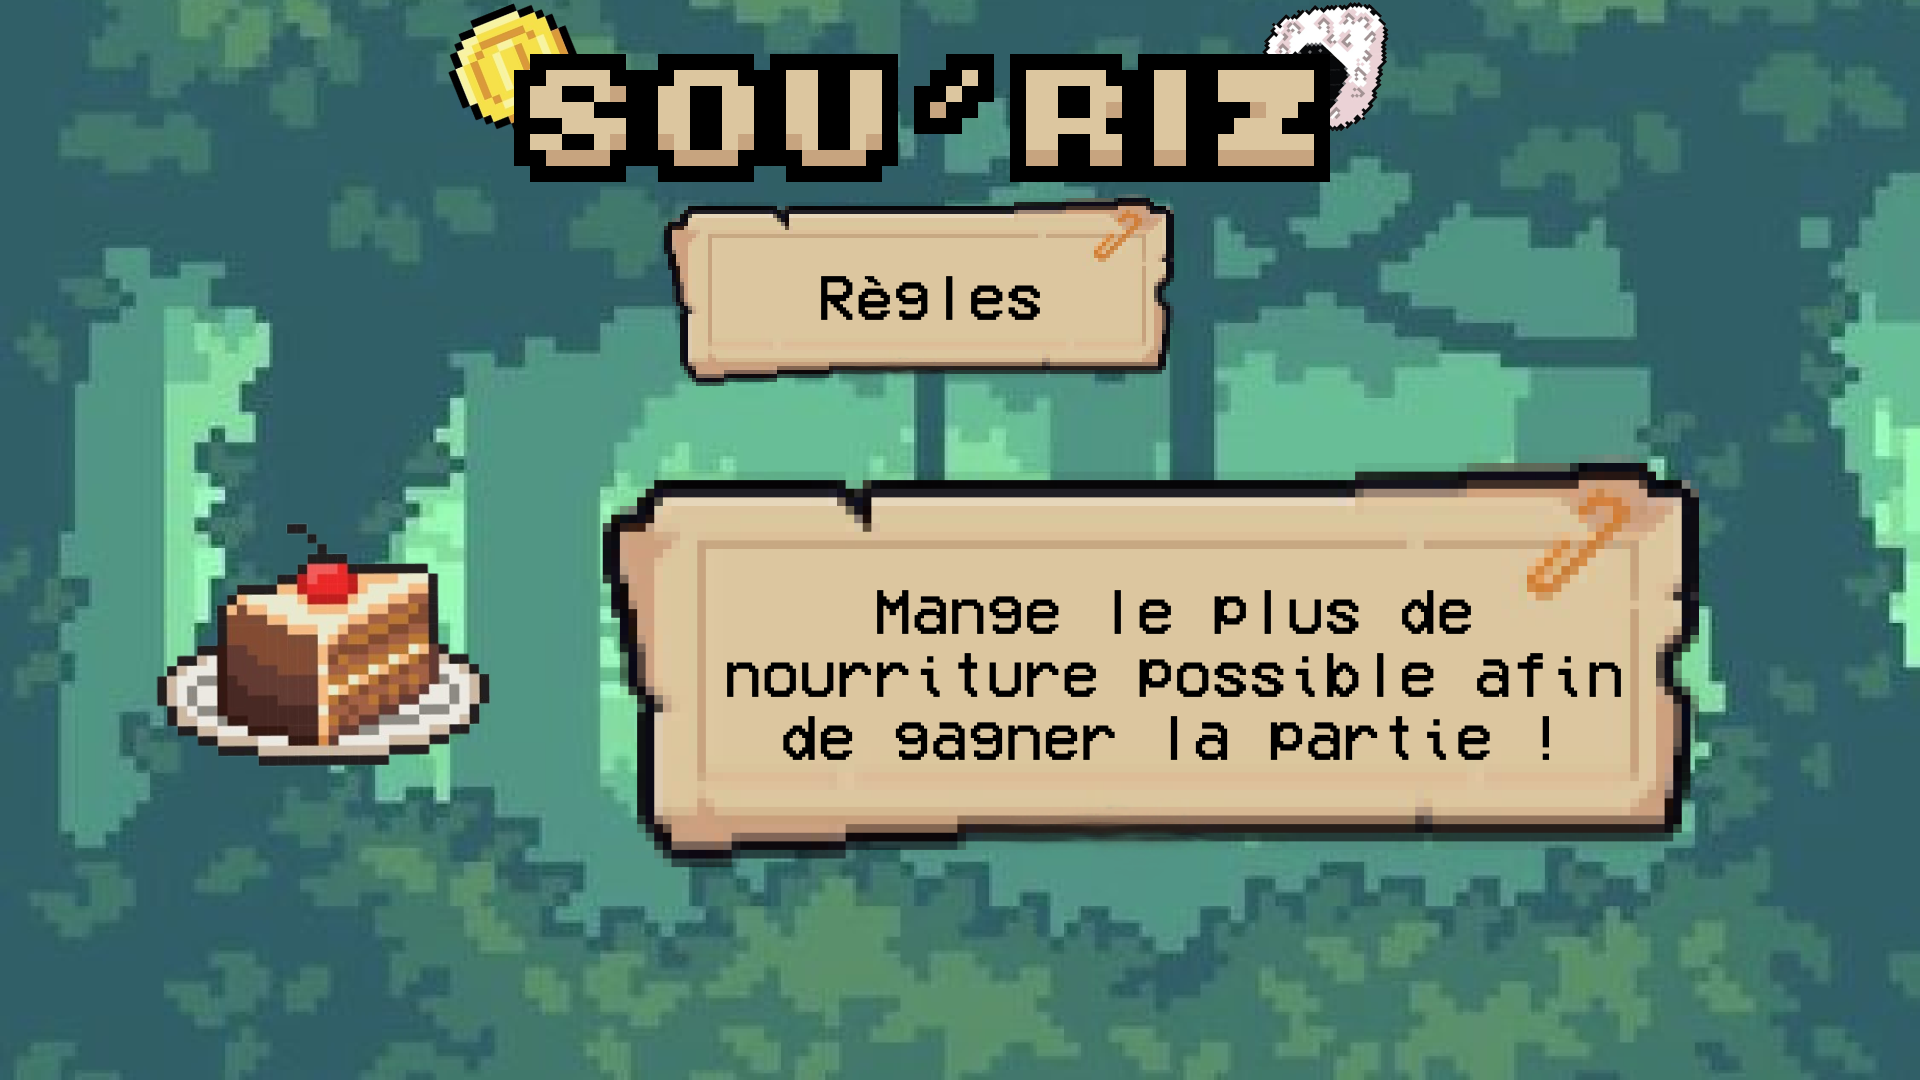 SOU'RIZ
Règles
Mange le plus de
nourriture possible afin
de gagner la partie !